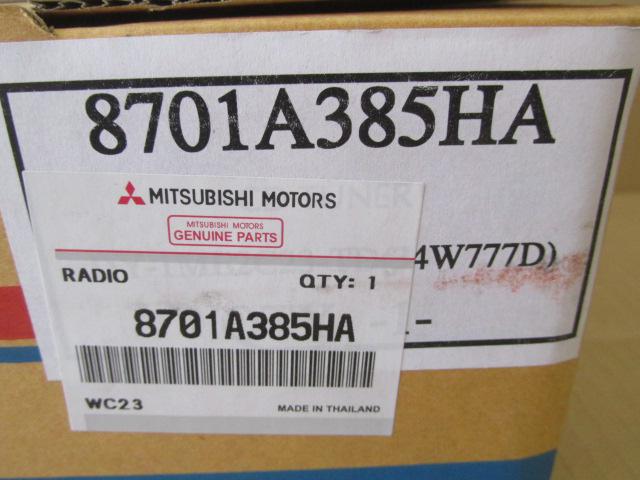 8701A385HA
MITSUBISHI MOTORS
MITSUBISHI MOTORS
GENUINE PARTS
4W777D)
RADIO QTY: 1
8701A385HA
WC23 MADE IN THAILAND